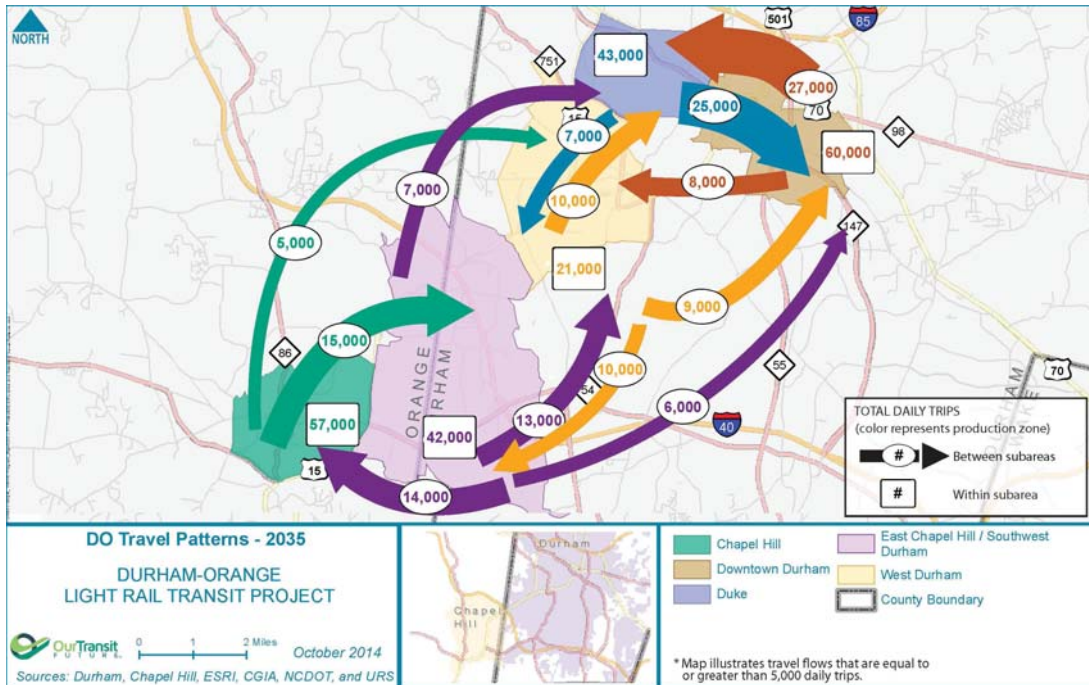 NORTH
501
85
751
43,000
27,000
70
25,000
15
7,000
98
60,000
8,000
7,000
10,000
5,000
147
21,000
9,000
15,000
86
10,000
54
55
70
ORANGE
DURHAM
6,000
13,000
40
57,000
42,000
15
14,000
DURHAM
WAKE
TOTAL DAILY TRIPS
(color represents production zone)
# Between subareas
# Within subarea
DO Travel Patterns - 2035
DURHAM-ORANGE
LIGHT RAIL TRANSIT PROJECT
OurTransit
FUTURE
0 1 2 Miles
October 2014
Sources: Durham, Chapel Hill, ESRI, CGIA, NCDOT, and URS
Durham
Chapel
Hill
Chapel Hill
Downtown Durham
Duke
East Chapel Hill / Southwest
Durham
West Durham
County Boundary
* Map illustrates travel flows that are equal to
or greater than 5,000 daily trips.